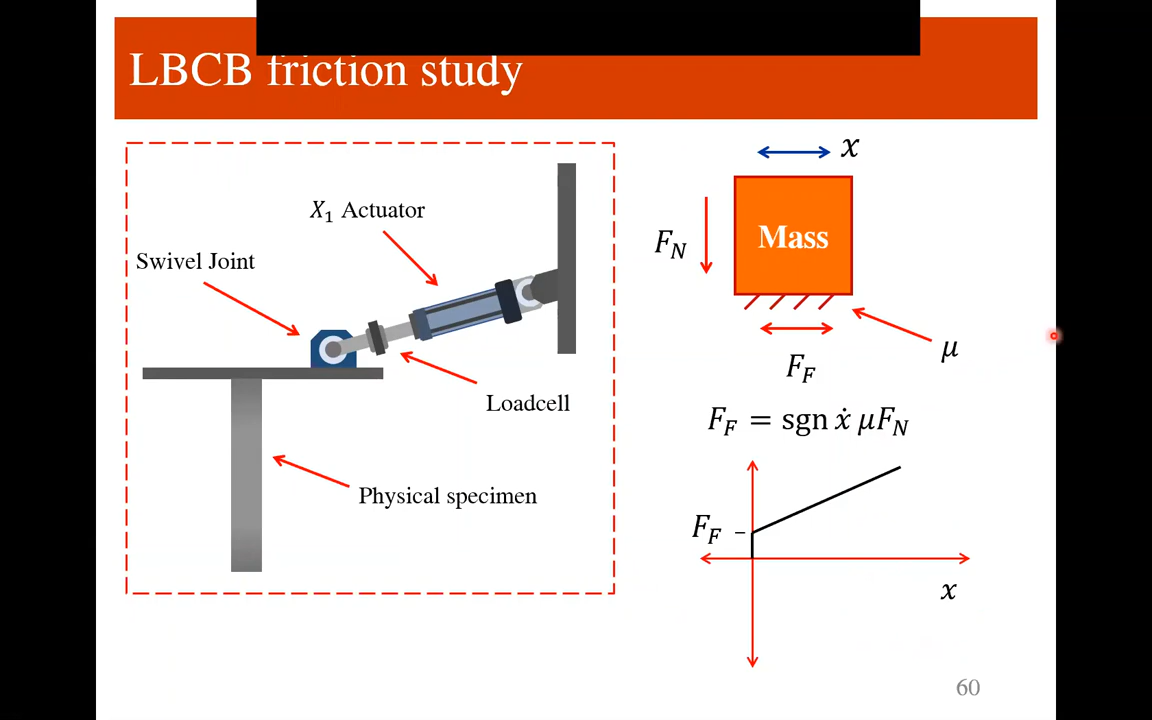 LBCB friction study
X₁ Actuator
Swivel Joint
Loadcell
Physical specimen
x
F_N
Mass
μ
F_F
F_F = sgn ẋ μF_N
F_F
x
60